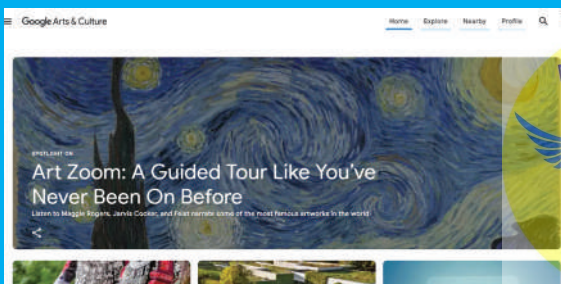 Google Arts & Culture
Home Explore Nearby Profile
SPOTLIGHT ON
Art Zoom: A Guided Tour Like You've
Never Been On Before
Listen to Maggie Rogers, Jarvis Cocker, and Feist narrate some of the most famous artworks in the world